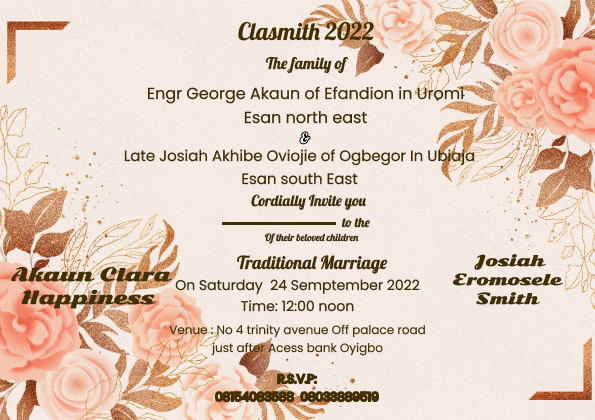 Clasmith 2022
The family of
Engr George Akaun of Efandion in Uromi
Esan north east
&
Late Josiah Akhibe Oviojie of Ogbegor In Ubiaja
Esan south East
Cordially Invite you
to the
Of their beloved children
Traditional Marriage
Akaun Clara
Happiness
Josiah
Eromosele
Smith
On Saturday 24 Semptember 2022
Time: 12:00 noon
Venue : No 4 trinity avenue Off palace road
just after Acess bank Oyigbo
R.S.V.P: